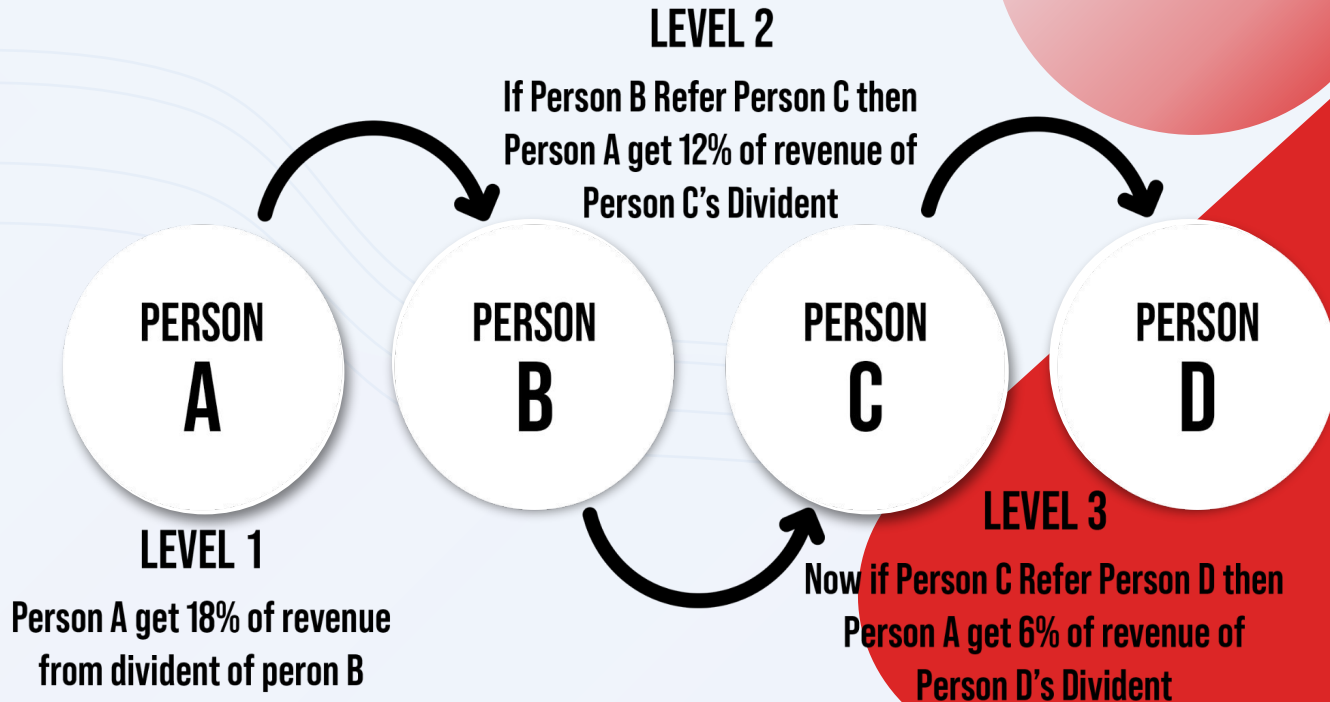 LEVEL 2
If Person B Refer Person C then
Person A get 12% of revenue of
Person C's Divident
PERSON
A
PERSON
B
PERSON
C
PERSON
D
LEVEL 1
Person A get 18% of revenue
from divident of peron B
LEVEL 3
Now if Person C Refer Person D then
Person A get 6% of revenue of
Person D's Divident